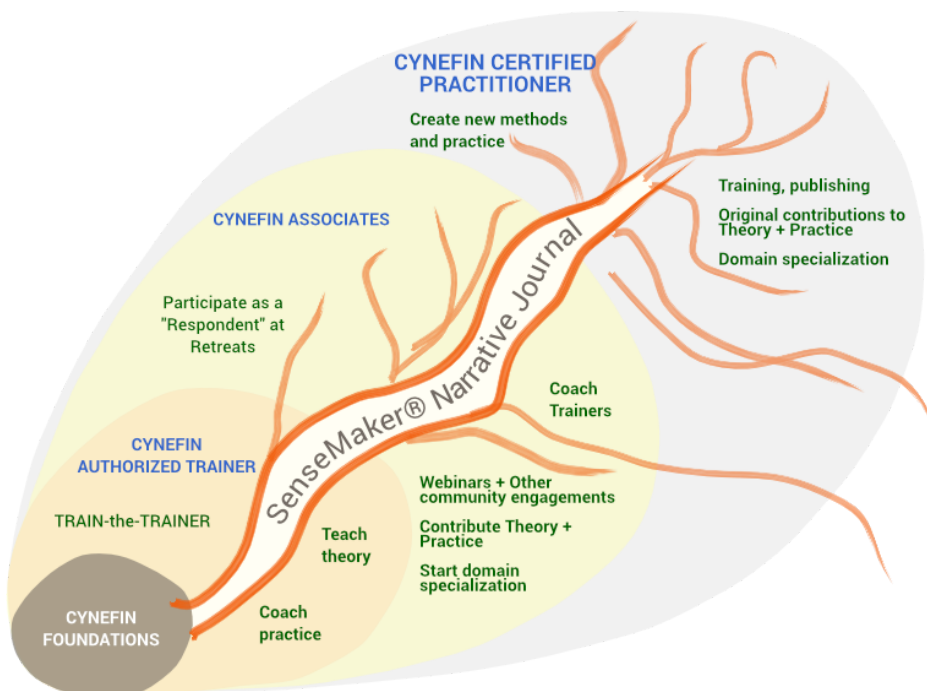 CYNEFIN CERTIFIED
PRACTITIONER
Create new methods
and practice
Training, publishing
Original contributions to
Theory + Practice
Domain specialization
CYNEFIN ASSOCIATES
Participate as a
"Respondent" at
Retreats
SenseMaker® Narrative Journal
Coach
Trainers
CYNEFIN
AUTHORIZED TRAINER
Webinars + Other
community engagements
Contribute Theory +
Practice
Start domain
specialization
TRAIN-the-TRAINER
Teach
theory
Coach
practice
CYNEFIN
FOUNDATIONS